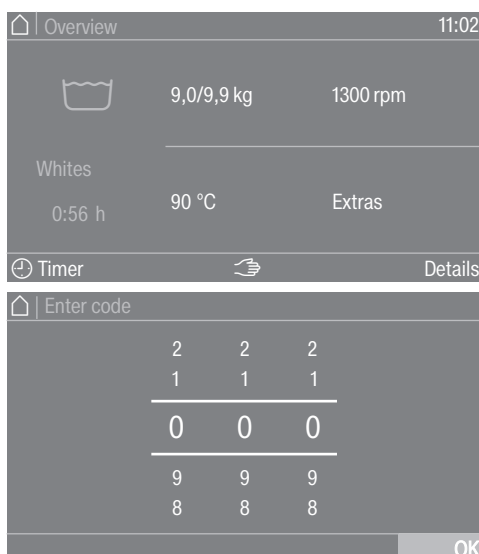 Overview 11:02
9,0/9,9 kg 1300 rpm
Whites
90 °C Extras
0:56 h
Timer Details
Enter code
2 2 2
1 1 1
0 0 0
9 9 9
8 8 8
OK